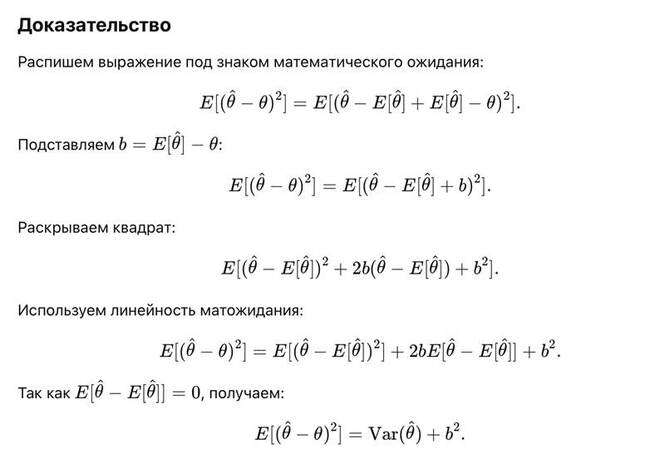 Доказательство
Распишем выражение под знаком математического ожидания:
E[(θ̂ − θ)²] = E[(θ̂ − E[θ̂] + E[θ̂] − θ)²].
Подставляем b = E[θ̂] − θ:
E[(θ̂ − θ)²] = E[(θ̂ − E[θ̂] + b)²].
Раскрываем квадрат:
E[(θ̂ − E[θ̂])² + 2b(θ̂ − E[θ̂]) + b²].
Используем линейность матожидания:
E[(θ̂ − θ)²] = E[(θ̂ − E[θ̂])²] + 2bE[θ̂ − E[θ̂]] + b².
Так как E[θ̂ − E[θ̂]] = 0, получаем:
E[(θ̂ − θ)²] = Var(θ̂) + b².